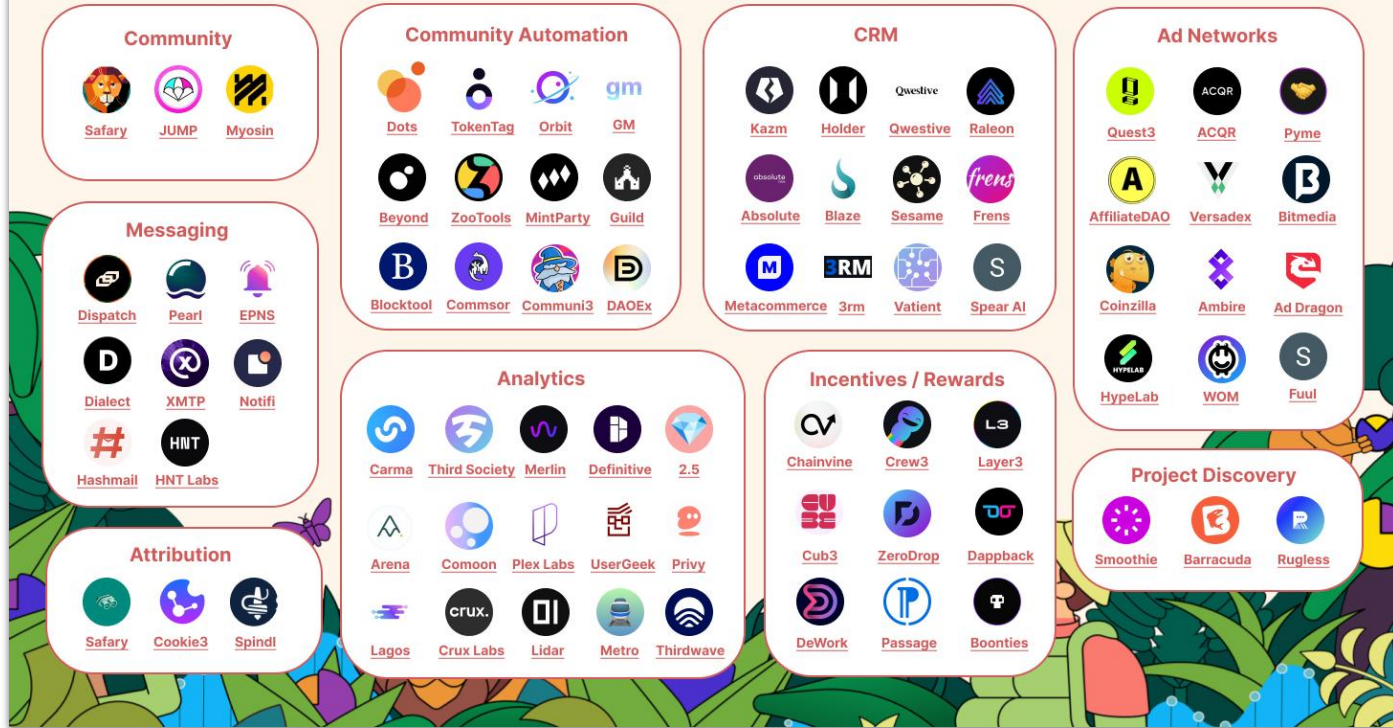 Community
Safary JUMP Myosin
Messaging
Dispatch Pearl EPNS
D
Dialect XMTP Notifi
HNT
Hashmail HNT Labs
Attribution
Safary Cookie3 Spindl
Community Automation
gm
Dots TokenTag Orbit GM
Beyond ZooTools MintParty Guild
B
Blocktool Commsor Communi3 DAOEx
Analytics
Carma Third Society Merlin Definitive 2.5
Arena Comoon Plex Labs UserGeek Privy
crux.
Lagos Crux Labs Lidar Metro Thirdwave
CRM
Qwestive
Kazm Holder Qwestive Raleon
absolute frens
Absolute Blaze Sesame Frens
M 3RM S
Metacommerce 3rm Vatient Spear AI
Incentives / Rewards
CV L3
Chainvine Crew3 Layer3
CUBE
Cub3 ZeroDrop Dappback
DeWork Passage Boonties
Ad Networks
ACQR
Quest3 ACQR Pyme
A B
AffiliateDAO Versadex Bitmedia
Coinzilla Ambire Ad Dragon
HYPELAB S
HypeLab WOM Fuul
Project Discovery
Smoothie Barracuda Rugless